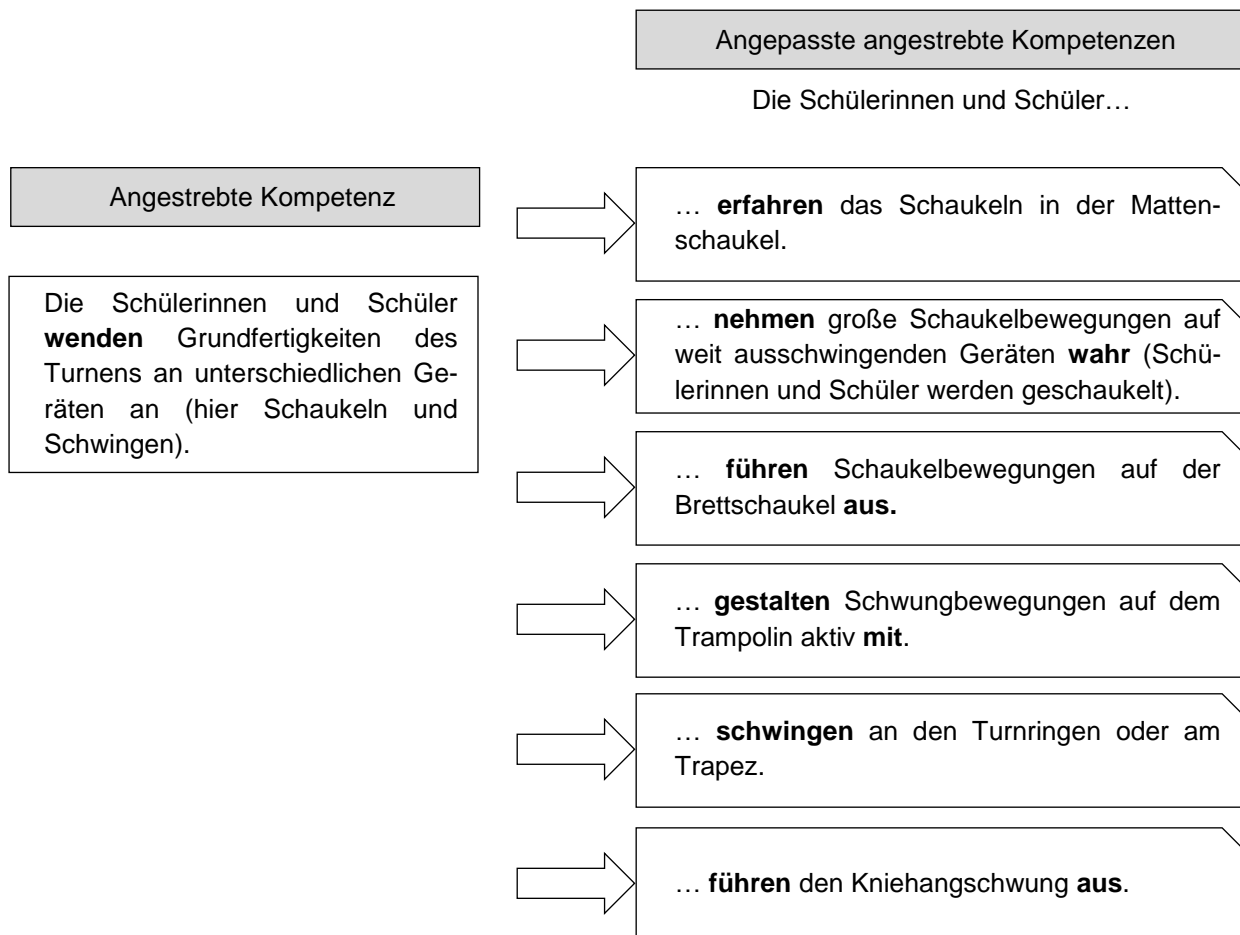 Angepasste angestrebte Kompetenzen
Die Schülerinnen und Schüler…
Angestrebte Kompetenz
Die Schülerinnen und Schüler
wenden Grundfertigkeiten des
Turnens an unterschiedlichen Ge-
räten an (hier Schaukeln und
Schwingen).
… erfahren das Schaukeln in der Matten-
schaukel.
… nehmen große Schaukelbewegungen auf
weit ausschwingenden Geräten wahr (Schü-
lerinnen und Schüler werden geschaukelt).
… führen Schaukelbewegungen auf der
Brettschaukel aus.
… gestalten Schwungbewegungen auf dem
Trampolin aktiv mit.
… schwingen an den Turnringen oder am
Trapez.
… führen den Kniehangschwung aus.